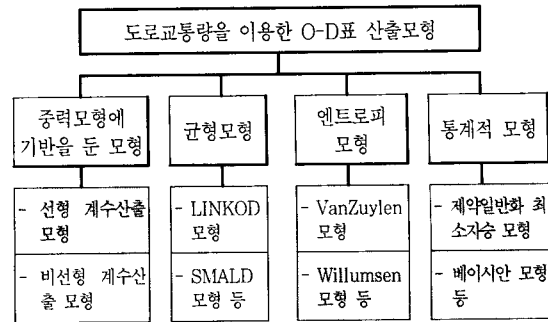 도로교통량을 이용한 O-D표 산출모형
중력모형에
기반을 둔 모형
- 선형 계수산출
모형
- 비선형 계수산
출 모형
균형모형
- LINKOD
모형
- SMALD
모형 등
엔트로피
모형
- VanZuylen
모형
- Willumsen
모형 등
통계적 모형
- 제약일반화 최
소자승 모형
- 베이시안 모형
등